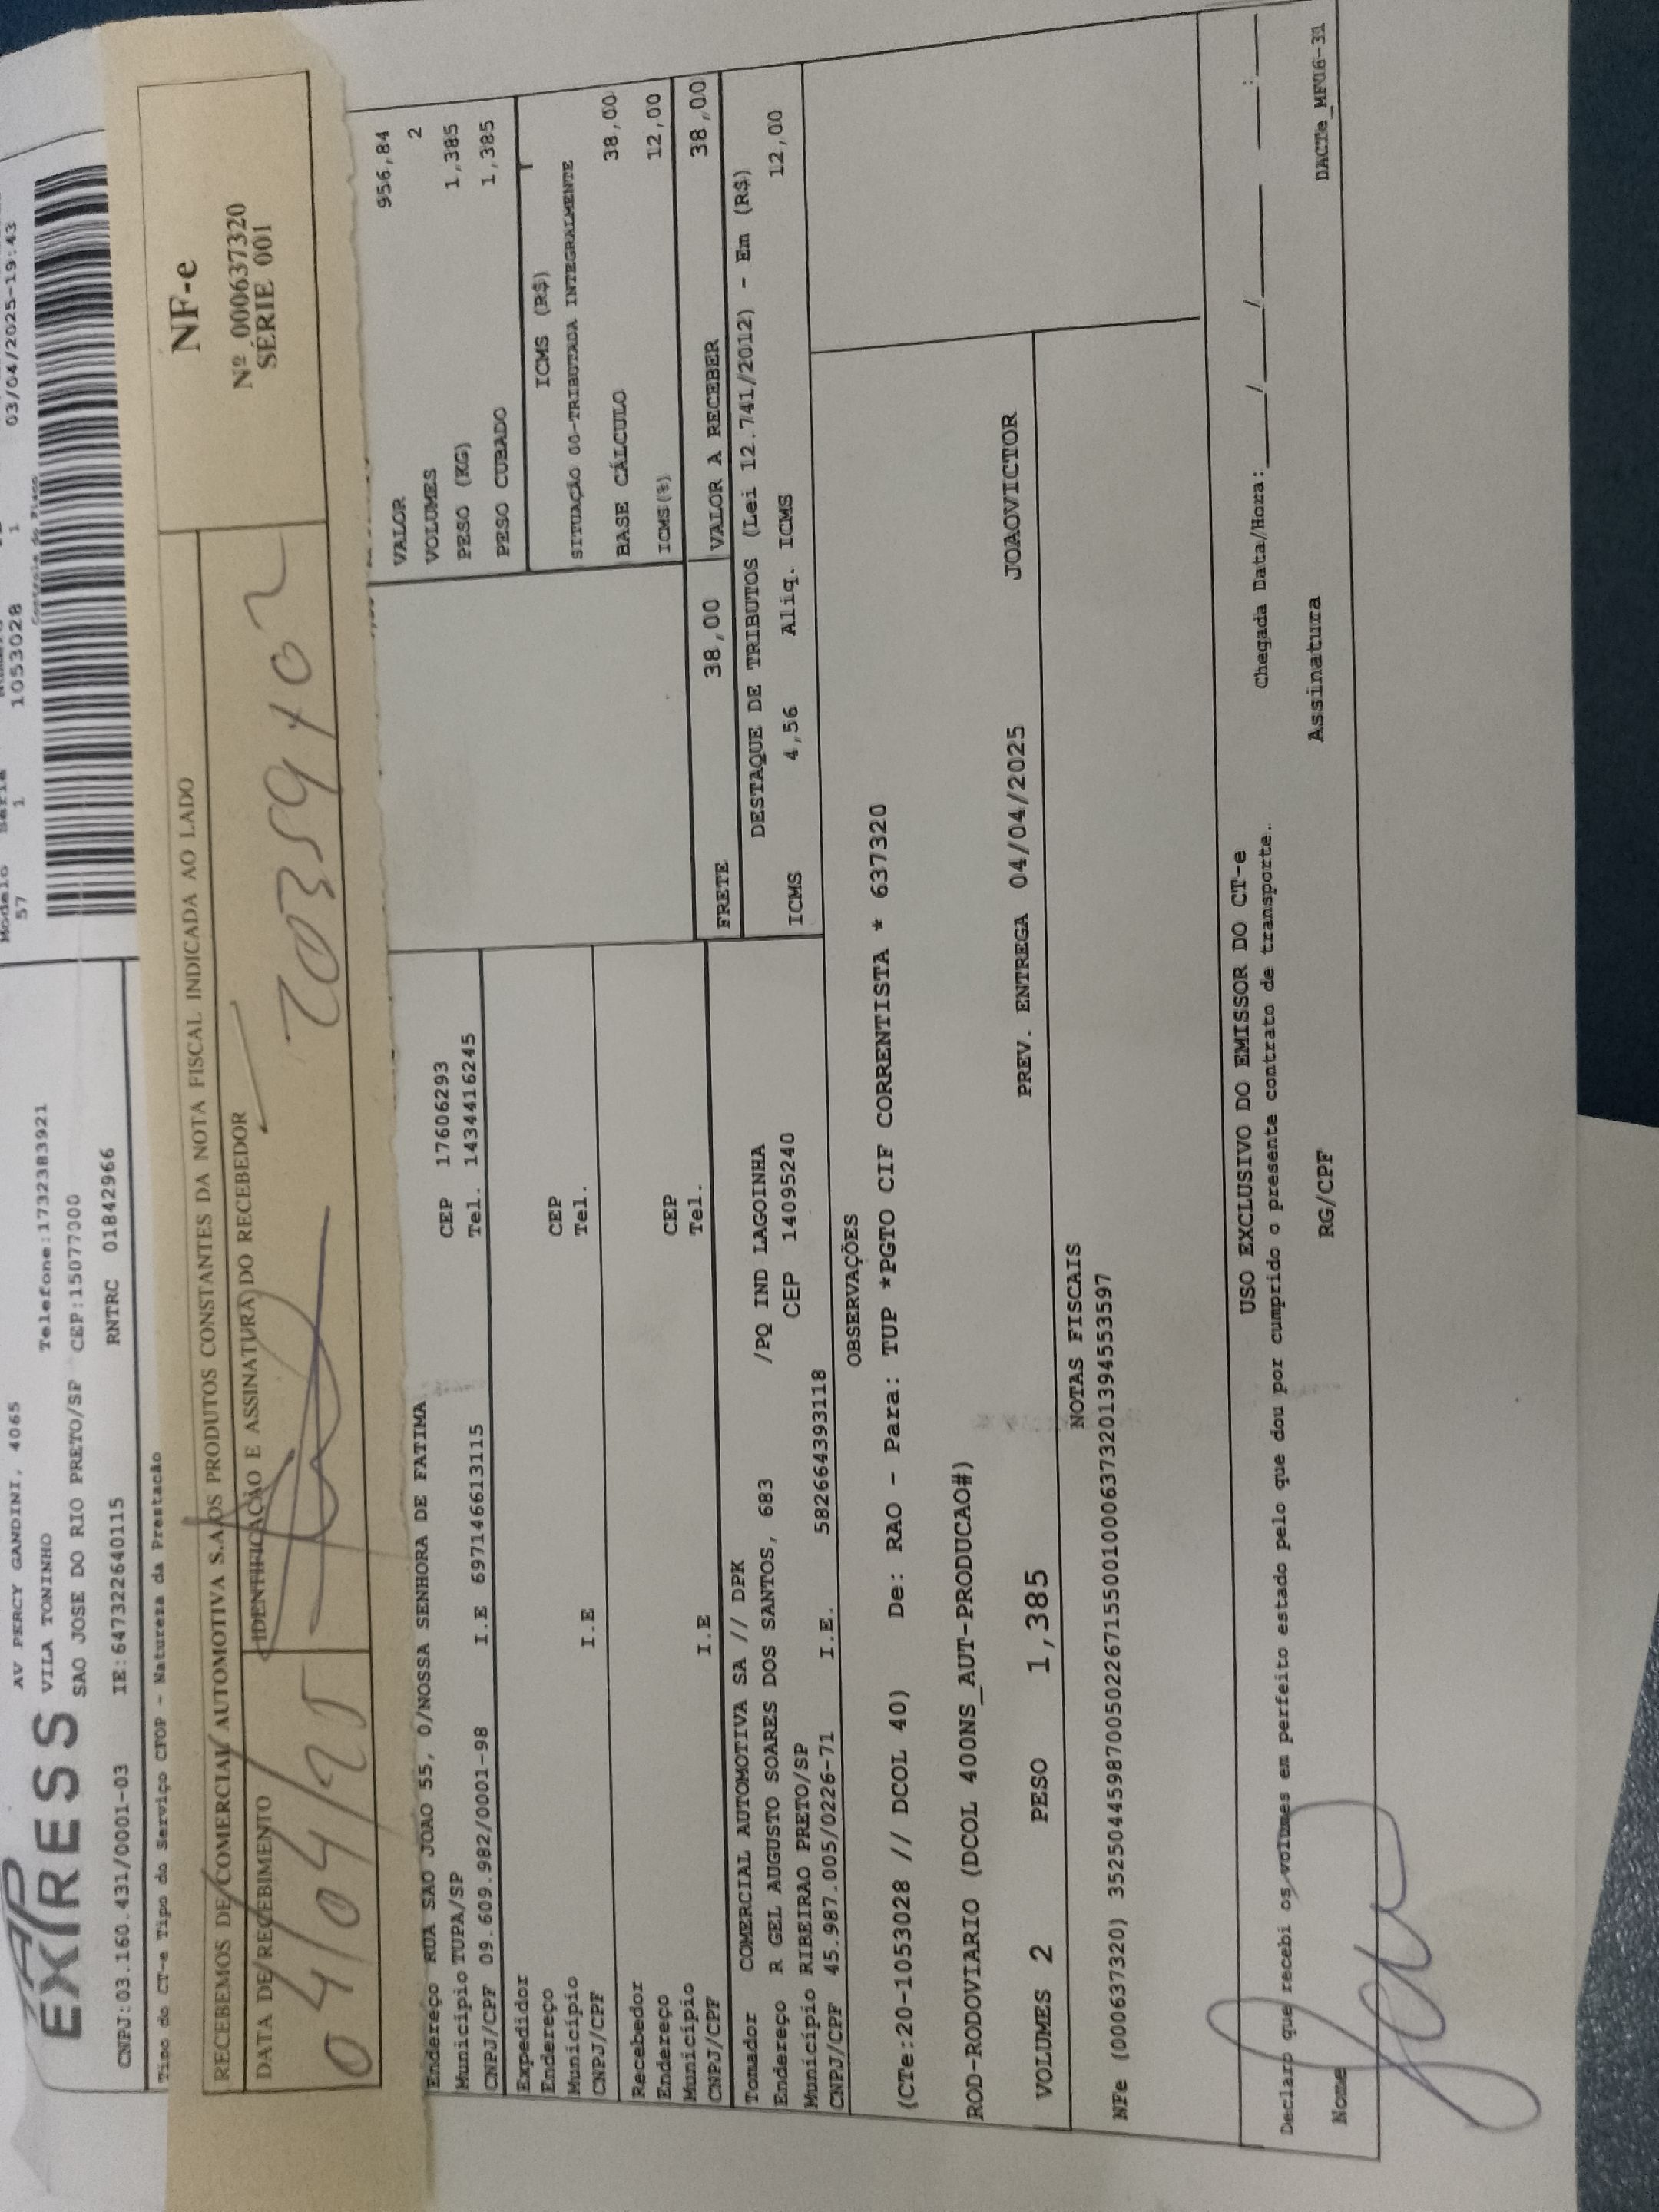 EXPRESS
AV PERCY GANDINI, 4065
VILA TONINHO Telefone:1732383921
SAO JOSE DO RIO PRETO/SP CEP:15077000
CNPJ:03.160.431/0001-03 IE:647322640115 RNTRC 01842966
Modelo Série
57 1 1053028 1 03/04/2025-19:43
Controle do Fisco
Tipo do CT-e Tipo do Serviço CFOP - Natureza da Prestação
RECEBEMOS DE COMERCIAL AUTOMOTIVA S.A OS PRODUTOS CONSTANTES DA NOTA FISCAL INDICADA AO LADO
DATA DE RECEBIMENTO
04/04/25
IDENTIFICAÇÃO E ASSINATURA DO RECEBEDOR
NF-e
Nº 000637320
SÉRIE 001
Endereço RUA SAO JOAO 55, 0/NOSSA SENHORA DE FATIMA
Município TUPA/SP CEP 17606293
CNPJ/CPF 09.609.982/0001-98 I.E 697146613115 Tel. 1434416245
Expedidor
Endereço
Município CEP
CNPJ/CPF I.E Tel.
Recebedor
Endereço
Município CEP
CNPJ/CPF I.E Tel.
Tomador COMERCIAL AUTOMOTIVA SA // DPK
Endereço R GEL AUGUSTO SOARES DOS SANTOS, 683 /PQ IND LAGOINHA
Município RIBEIRAO PRETO/SP CEP 14095240
CNPJ/CPF 45.987.005/0226-71 I.E. 582664393118
VALOR 956,84
VOLUMES 2
PESO (KG) 1,385
PESO CUBADO 1,385
ICMS (R$)
SITUAÇÃO 00-TRIBUTADA INTEGRALMENTE
BASE CÁLCULO 38,00
ICMS(%) 12,00
FRETE 38,00 VALOR A RECEBER 38,00
DESTAQUE DE TRIBUTOS (Lei 12.741/2012) - Em (R$)
ICMS 4,56 Aliq. ICMS 12,00
OBSERVAÇÕES
(CTe:20-1053028 // DCOL 40) De: RAO - Para: TUP *PGTO CIF CORRENTISTA * 637320
ROD-RODOVIARIO (DCOL 400NS_AUT-PRODUCAO#)
VOLUMES 2 PESO 1,385 PREV. ENTREGA 04/04/2025 JOAOVICTOR
NOTAS FISCAIS
NFe (000637320) 35250445987005022671550010006373201394553597
USO EXCLUSIVO DO EMISSOR DO CT-e
Declaro que recebi os volumes em perfeito estado pelo que dou por cumprido o presente contrato de transporte. Chegada Data/Hora:____/____/______ ____:____
Nome RG/CPF Assinatura DACTe_MF06-31